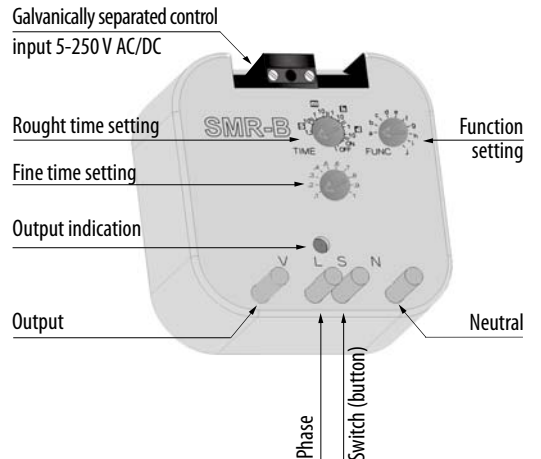 Galvanically separated control
input 5-250 V AC/DC
Rought time setting
SMR-B
TIME
FUNC
Function
setting
Fine time setting
Output indication
V L S N
Output
Neutral
Phase
Switch (button)